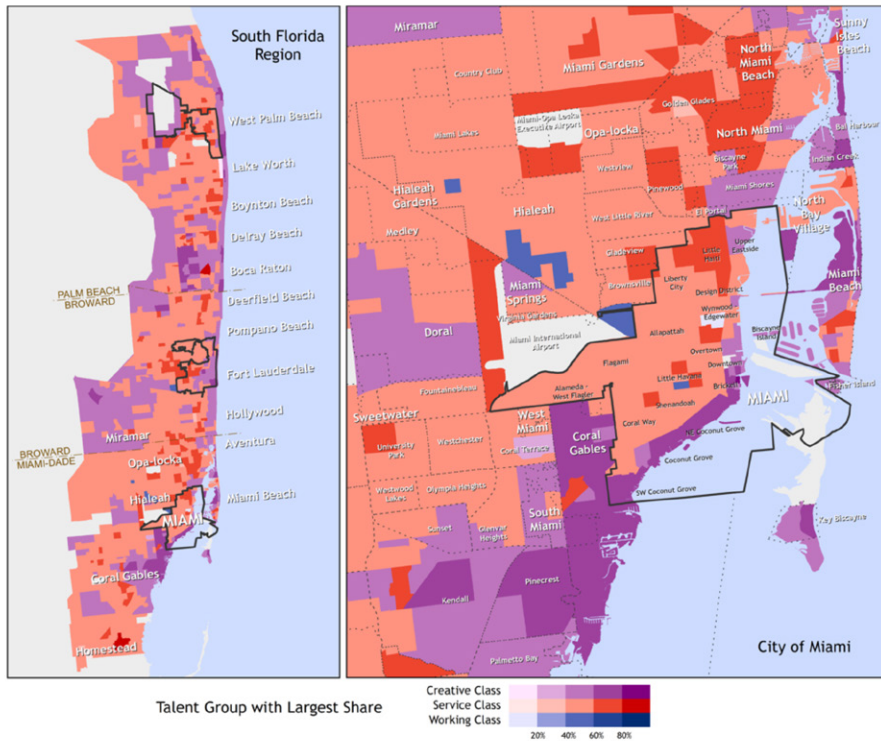 South Florida
Region
West Palm Beach
Lake Worth
Boynton Beach
Delray Beach
Boca Raton
PALM BEACH
BROWARD
Deerfield Beach
Pompano Beach
Fort Lauderdale
Hollywood
Miramar
Aventura
BROWARD
MIAMI-DADE
Opa-locka
Hialeah
Miami Beach
MIAMI
Coral Gables
Homestead
Miramar
Sunny
Isles
Beach
Country Club
Miami Gardens
North
Miami
Beach
Golden Glades
Miami-Opa Locka
Executive Airport
Opa-locka
Miami Lakes
North Miami
Bal Harbour
Biscayne
Park
Indian Creek
Westview
Pinewood
Miami Shores
Hialeah
Gardens
Hialeah
West Little River
El Portal
North
Bay
Village
Medley
Gladeview
Little
Haiti
Upper
Eastside
Brownsville
Liberty
City
Miami
Springs
Virginia Gardens
Design District
Miami
Beach
Doral
Miami International
Airport
Wynwood -
Edgewater
Allapattah
Biscayne
Island
Flagami
Overtown
Downtown
Fountainebleau
Alameda -
West Flagler
Little Havana
Brickell
Fisher Island
Sweetwater
West
Miami
Shenandoah
MIAMI
University
Park
Westchester
Coral Terrace
Coral
Gables
Coral Way
NE Coconut Grove
Coconut Grove
Westwood
Lakes
Olympia Heights
SW Coconut Grove
South
Miami
Sunset
Glenvar
Heights
Key Biscayne
Kendall
Pinecrest
Palmetto Bay
City of Miami
Talent Group with Largest Share
Creative Class
Service Class
Working Class
20% 40% 60% 80%